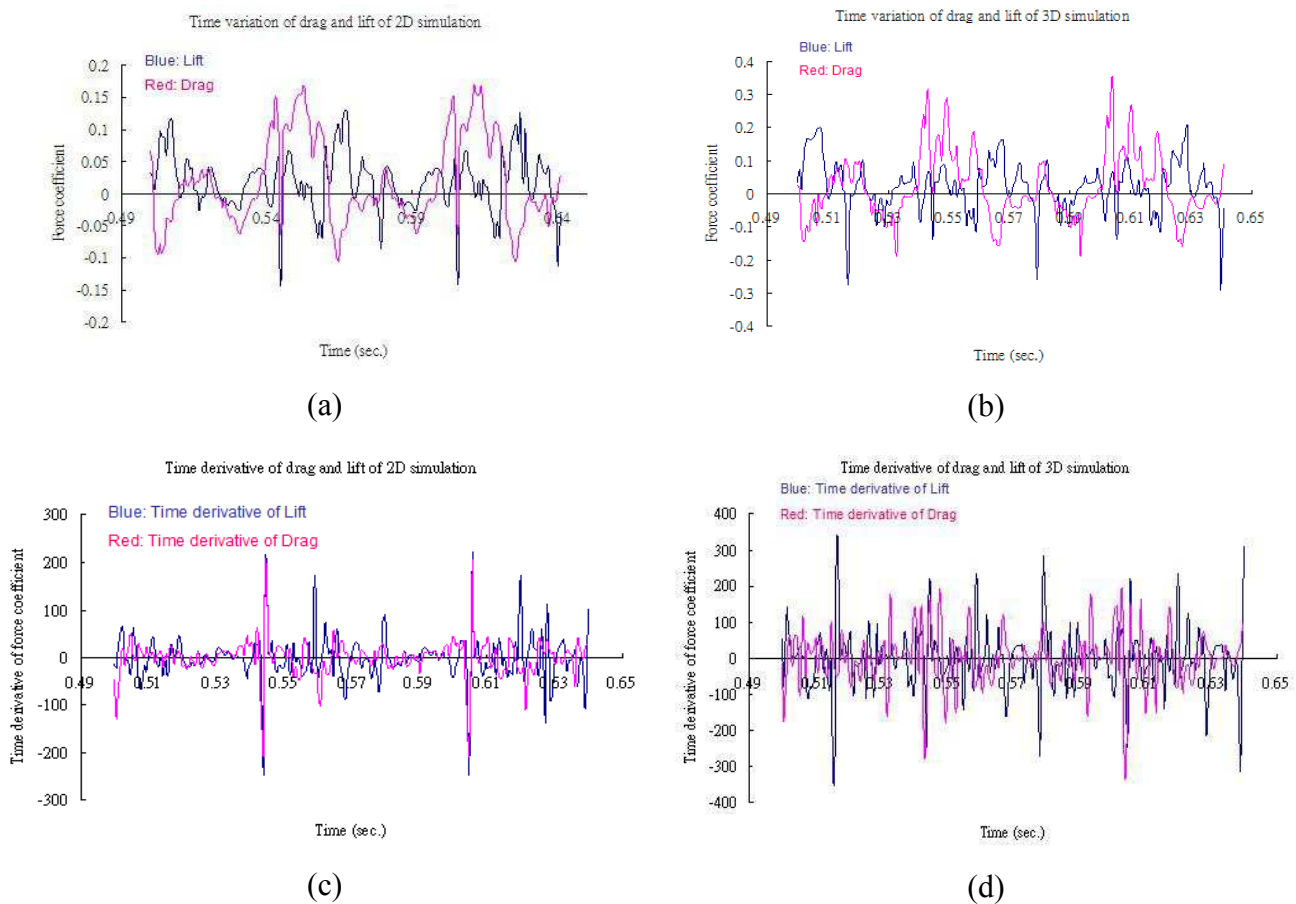 Time variation of drag and lift of 2D simulation
Blue: Lift
Red: Drag
0.2
0.15
0.1
0.05
0
-0.05
-0.1
-0.15
-0.2
0.49
0.54
0.59
0.64
Force coefficient
Time (sec.)
(a)
Time variation of drag and lift of 3D simulation
Blue: Lift
Red: Drag
0.4
0.3
0.2
0.1
0
-0.1
-0.2
-0.3
-0.4
0.49
0.51
0.53
0.55
0.57
0.59
0.61
0.63
0.65
Force coefficient
Time (sec.)
(b)
Time derivative of drag and lift of 2D simulation
Blue: Time derivative of Lift
Red: Time derivative of Drag
300
200
100
0
-100
-200
-300
0.49
0.51
0.53
0.55
0.57
0.59
0.61
0.63
0.65
Time derivative of force coefficient
Time (sec.)
(c)
Time derivative of drag and lift of 3D simulation
Blue: Time derivative of Lift
Red: Time derivative of Drag
400
300
200
100
0
-100
-200
-300
-400
0.49
0.51
0.53
0.55
0.57
0.59
0.61
0.63
0.65
Time derivative of force coefficient
Time (sec.)
(d)